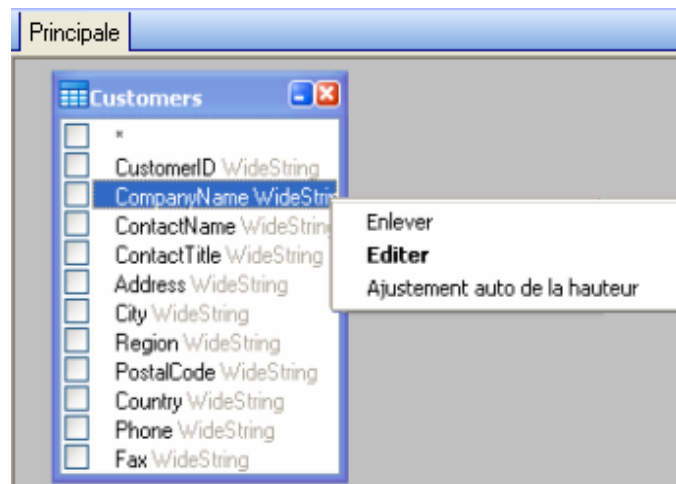 Principale
Customers
*
CustomerID WideString
CompanyName WideStrin
ContactName WideString
ContactTitle WideString
Address WideString
City WideString
Region WideString
PostalCode WideString
Country WideString
Phone WideString
Fax WideString
Enlever
Editer
Ajustement auto de la hauteur